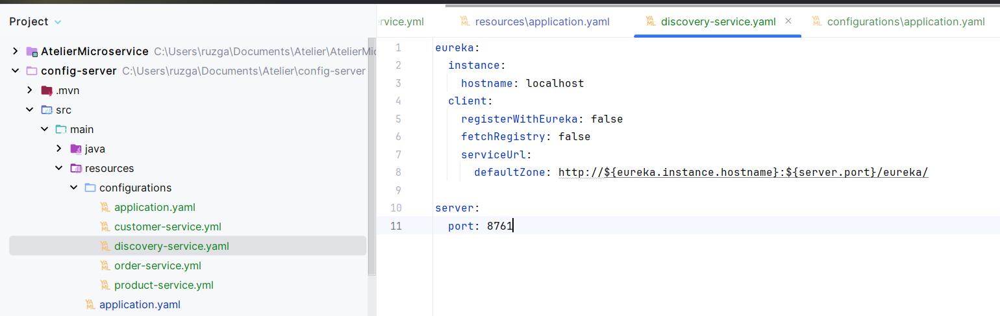 Project
AtelierMicroservice C:\Users\ruzga\Documents\Atelier\AtelierMic
config-server C:\Users\ruzga\Documents\Atelier\config-server
.mvn
src
main
java
resources
configurations
application.yaml
customer-service.yml
discovery-service.yaml
order-service.yml
product-service.yml
application.yaml
rvice.yml resources\application.yaml discovery-service.yaml × configurations\application.yaml
1 eureka:
2 instance:
3 hostname: localhost
4 client:
5 registerWithEureka: false
6 fetchRegistry: false
7 serviceUrl:
8 defaultZone: http://${eureka.instance.hostname}:${server.port}/eureka/
9
10 server:
11 port: 8761